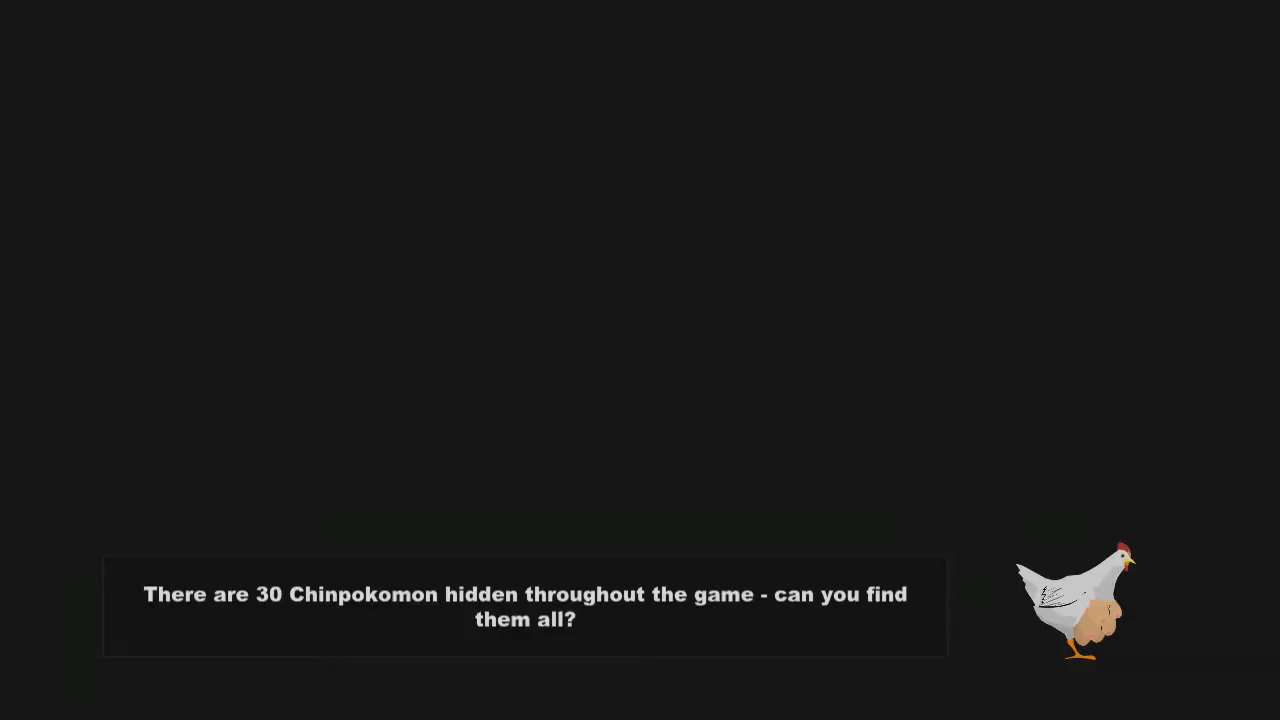 There are 30 Chinpokomon hidden throughout the game - can you find
them all?